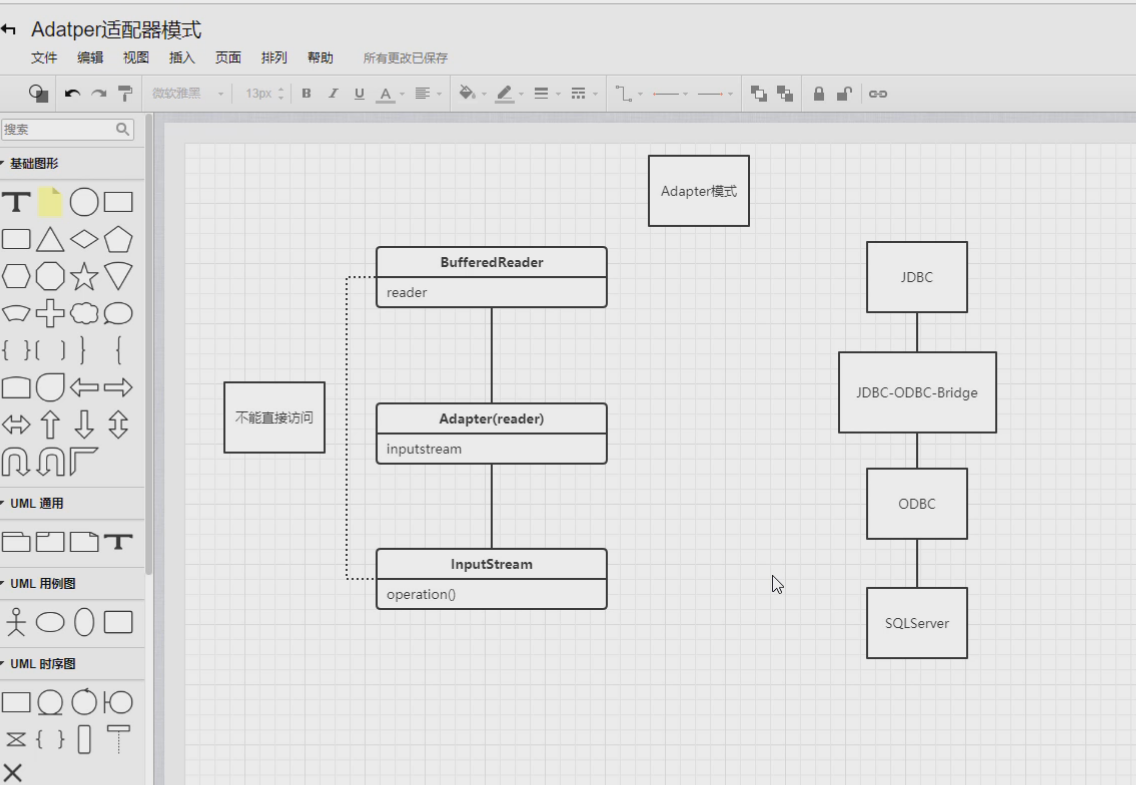 Adatper适配器模式
文件 编辑 视图 插入 页面 排列 帮助 所有更改已保存
微软雅黑 13px B I U A
搜索
基础图形
UML 通用
UML 用例图
UML 时序图
Adapter模式
BufferedReader
reader
不能直接访问
Adapter(reader)
inputstream
InputStream
operation()
JDBC
JDBC-ODBC-Bridge
ODBC
SQLServer